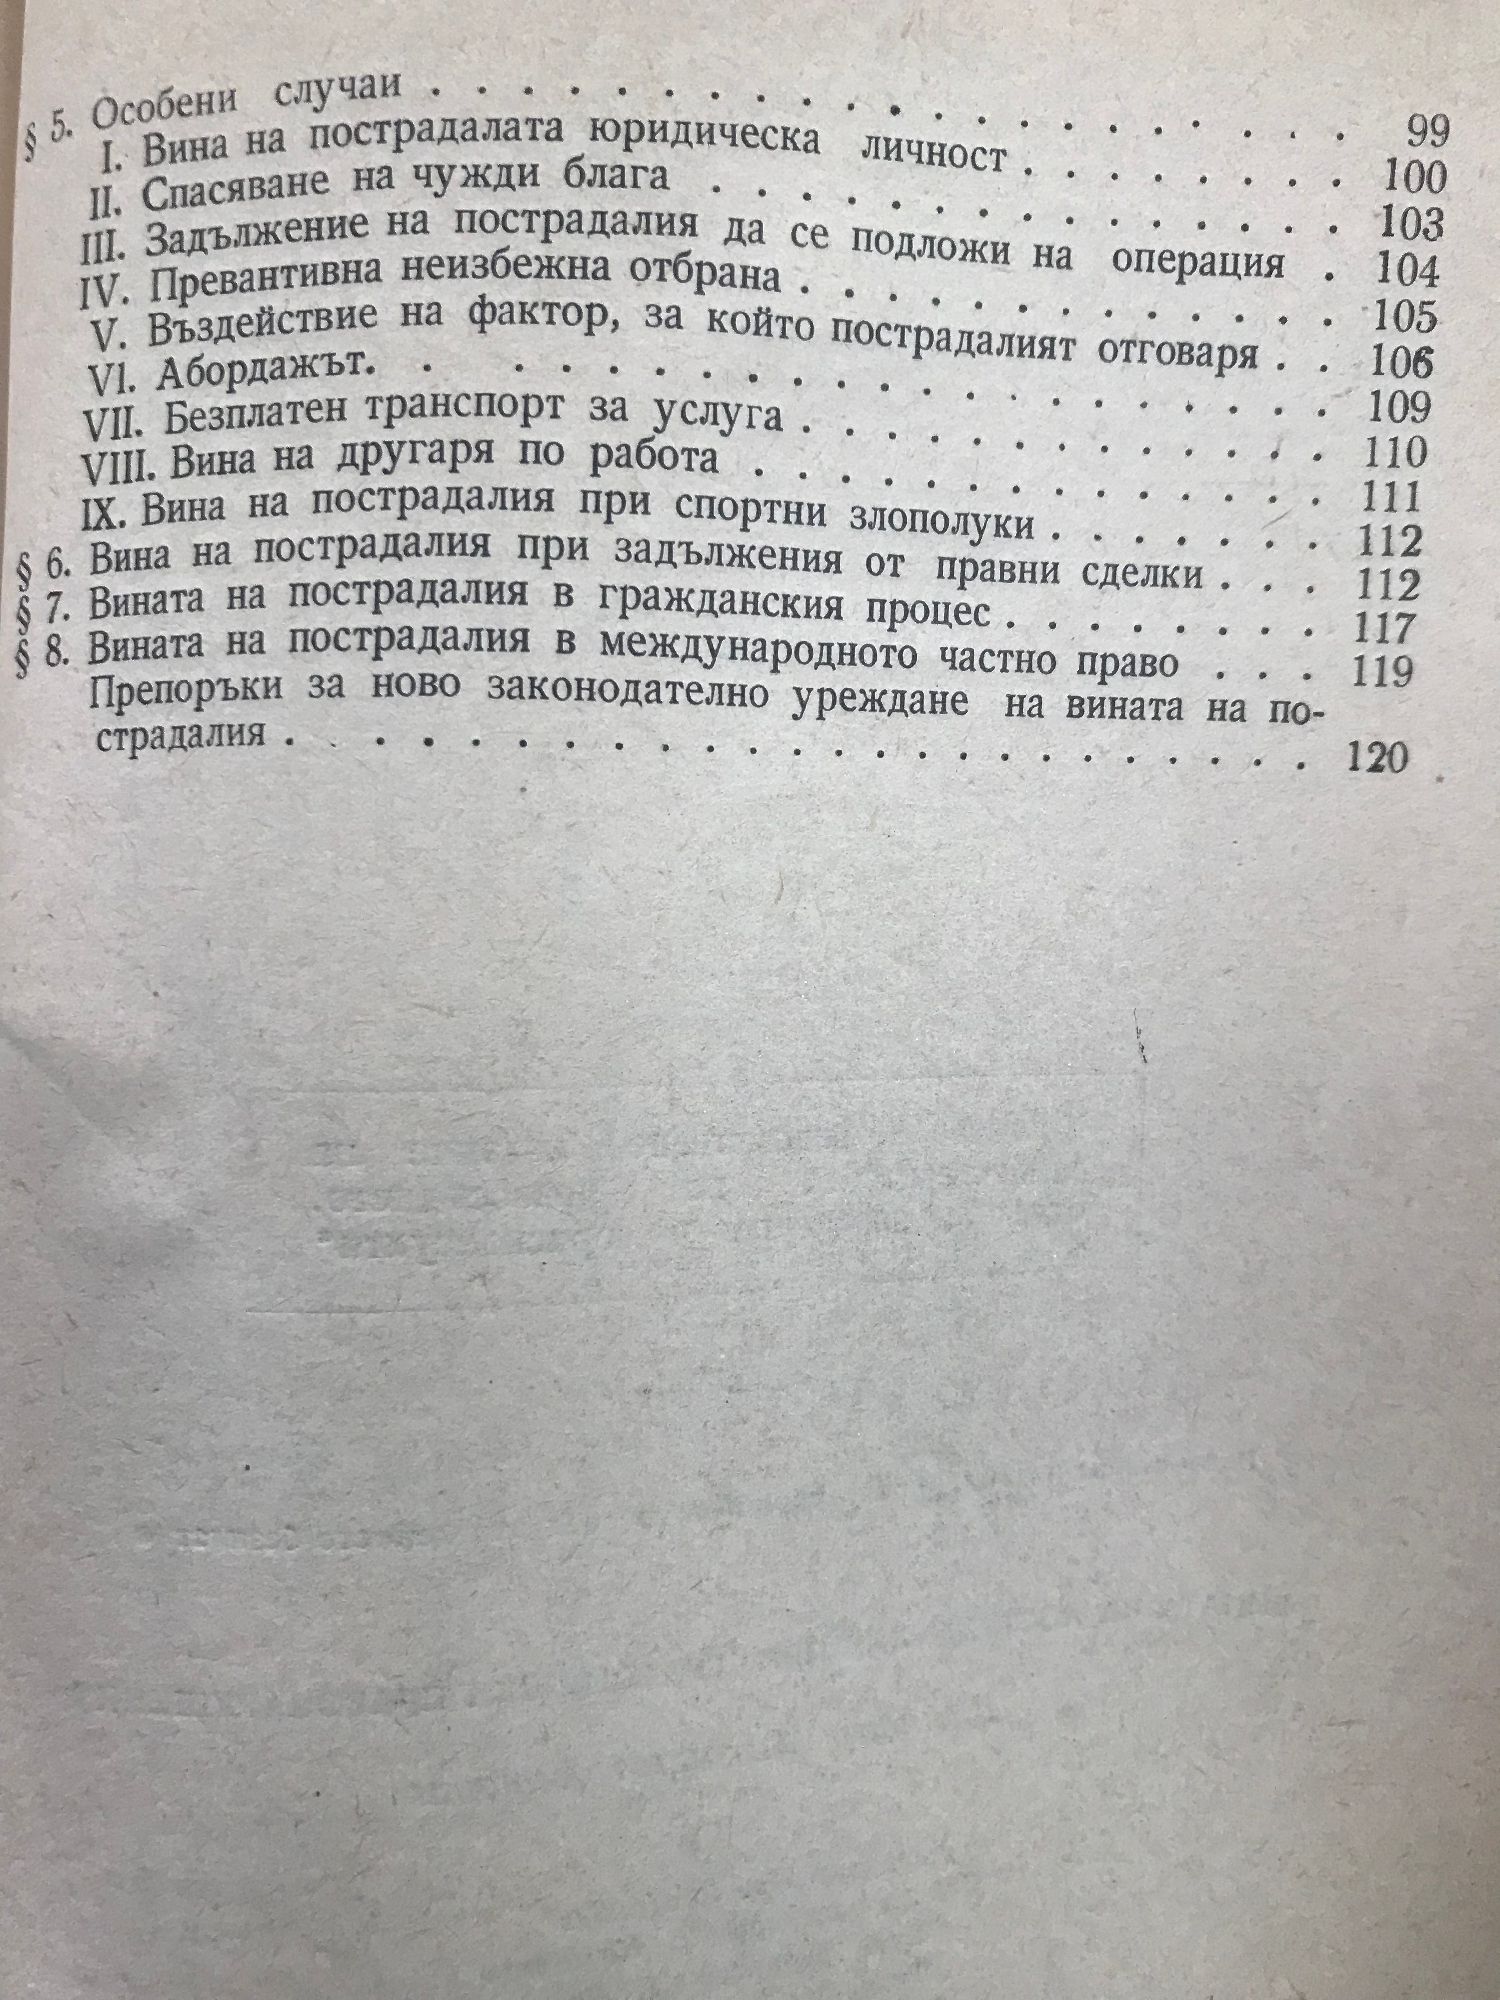 § 5. Особени случаи . . . . . . . . . . . . . . . . . . . . 99
I. Вина на пострадалата юридическа личност . . . . . . . . 100
II. Спасяване на чужди блага . . . . . . . . . . . . . . . 103
III. Задължение на пострадалия да се подложи на операция . 104
IV. Превантивна неизбежна отбрана . . . . . . . . . . . . . 105
V. Въздействие на фактор, за който пострадалият отговаря . . 106
VI. Абордажът. . . . . . . . . . . . . . . . . . . . . . 109
VII. Безплатен транспорт за услуга . . . . . . . . . . . . . 110
VIII. Вина на другаря по работа . . . . . . . . . . . . . . 111
IX. Вина на пострадалия при спортни злополуки . . . . . . . 112
§ 6. Вина на пострадалия при задължения от правни сделки . . . 112
§ 7. Вината на пострадалия в гражданския процес . . . . . . . . 117
§ 8. Вината на пострадалия в международното частно право . . . 119
Препоръки за ново законодателно уреждане на вината на по-
страдалия . . . . . . . . . . . . . . . . . . . . . . . . 120